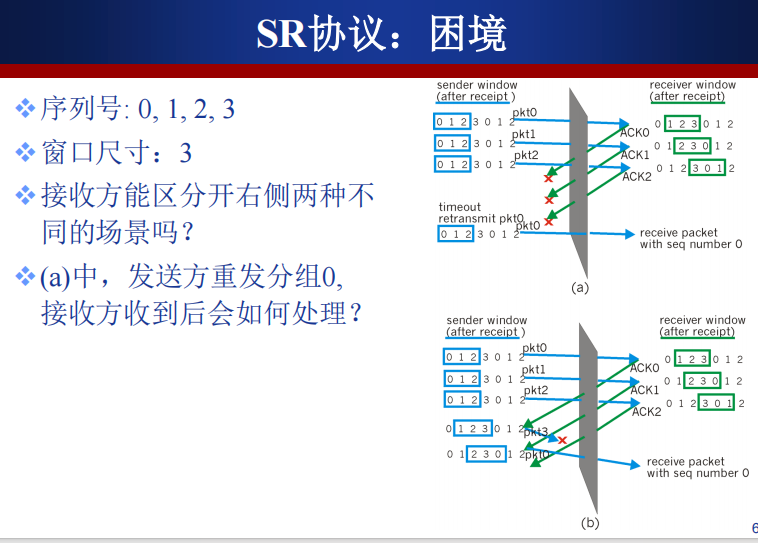 SR协议：困境
序列号: 0, 1, 2, 3
窗口尺寸：3
接收方能区分开右侧两种不
同的场景吗？
(a)中，发送方重发分组0,
接收方收到后会如何处理？
sender window
(after receipt )
receiver window
(after receipt)
0 1 2 3 0 1 2
pkt0
0 1 2 3 0 1 2
pkt1
0 1 2 3 0 1 2
pkt2
ACK0
0 1 2 3 0 1 2
ACK1
0 1 2 3 0 1 2
ACK2
0 1 2 3 0 1 2
timeout
retransmit pkt0
0 1 2 3 0 1 2
pkt0
receive packet
with seq number 0
(a)
sender window
(after receipt )
receiver window
(after receipt)
0 1 2 3 0 1 2
pkt0
0 1 2 3 0 1 2
pkt1
0 1 2 3 0 1 2
pkt2
ACK0
0 1 2 3 0 1 2
ACK1
0 1 2 3 0 1 2
ACK2
0 1 2 3 0 1 2
0 1 2 3 0 1 2
pkt3
0 1 2 3 0 1 2
pkt0
receive packet
with seq number 0
(b)